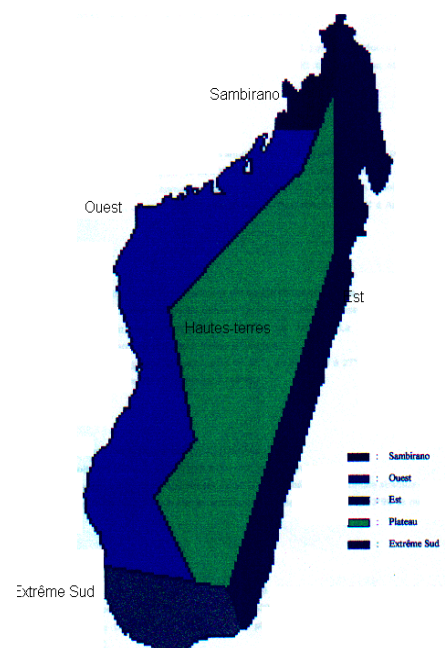 Sambirano
Ouest
Est
Hautes-terres
: Sambirano
: Ouest
: Est
: Plateau
: Extrême Sud
Extrême Sud